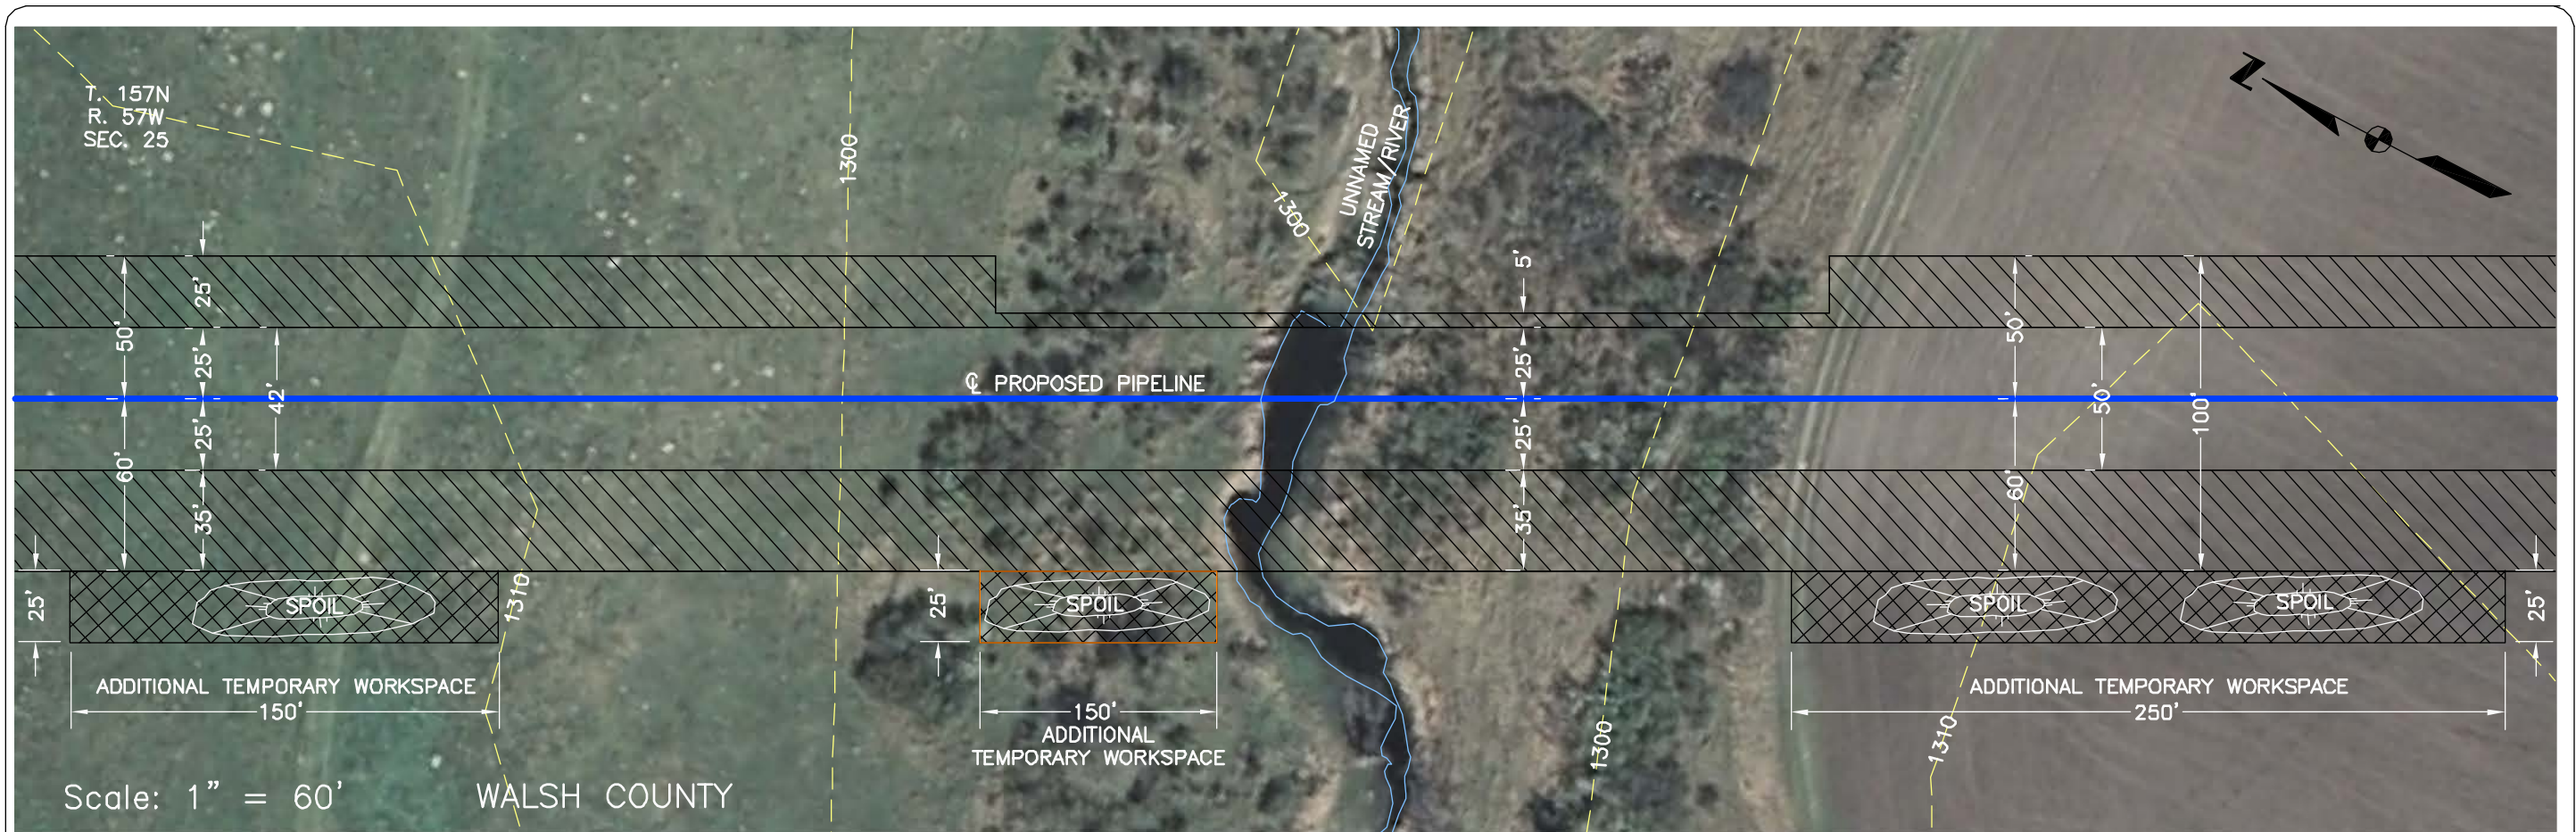 T. 157N
R. 57W
SEC. 25
1300
1300
UNNAMED
STREAM/RIVER
N
25'
50'
25'
42'
25'
60'
35'
25'
℄ PROPOSED PIPELINE
5'
25'
25'
35'
50'
50'
100'
60'
25'
SPOIL
1310
25'
SPOIL
SPOIL
SPOIL
ADDITIONAL TEMPORARY WORKSPACE
150'
150'
ADDITIONAL
TEMPORARY WORKSPACE
1300
1310
ADDITIONAL TEMPORARY WORKSPACE
250'
Scale: 1" = 60'
WALSH COUNTY